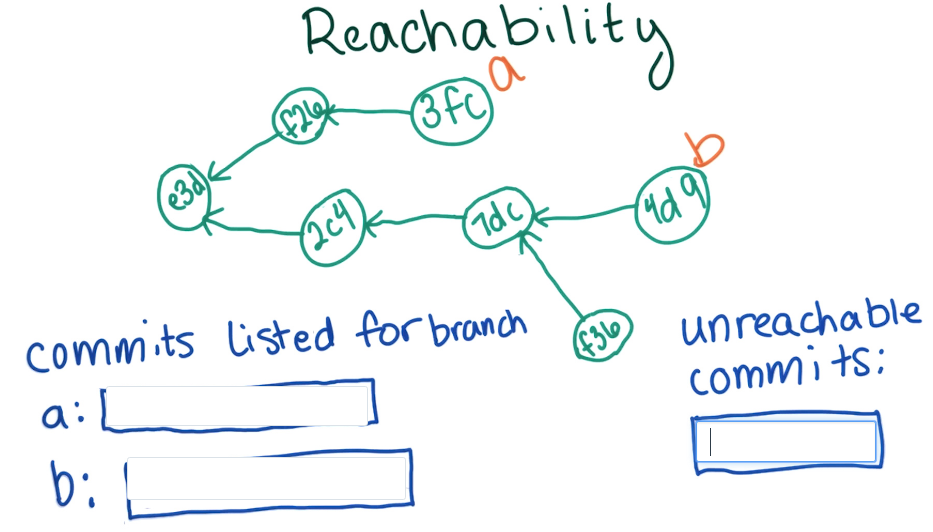 Reachability
a
f26
3fc
b
e3d
2c4
7dc
4d9
f36
commits listed for branch
a:
b:
unreachable
commits: